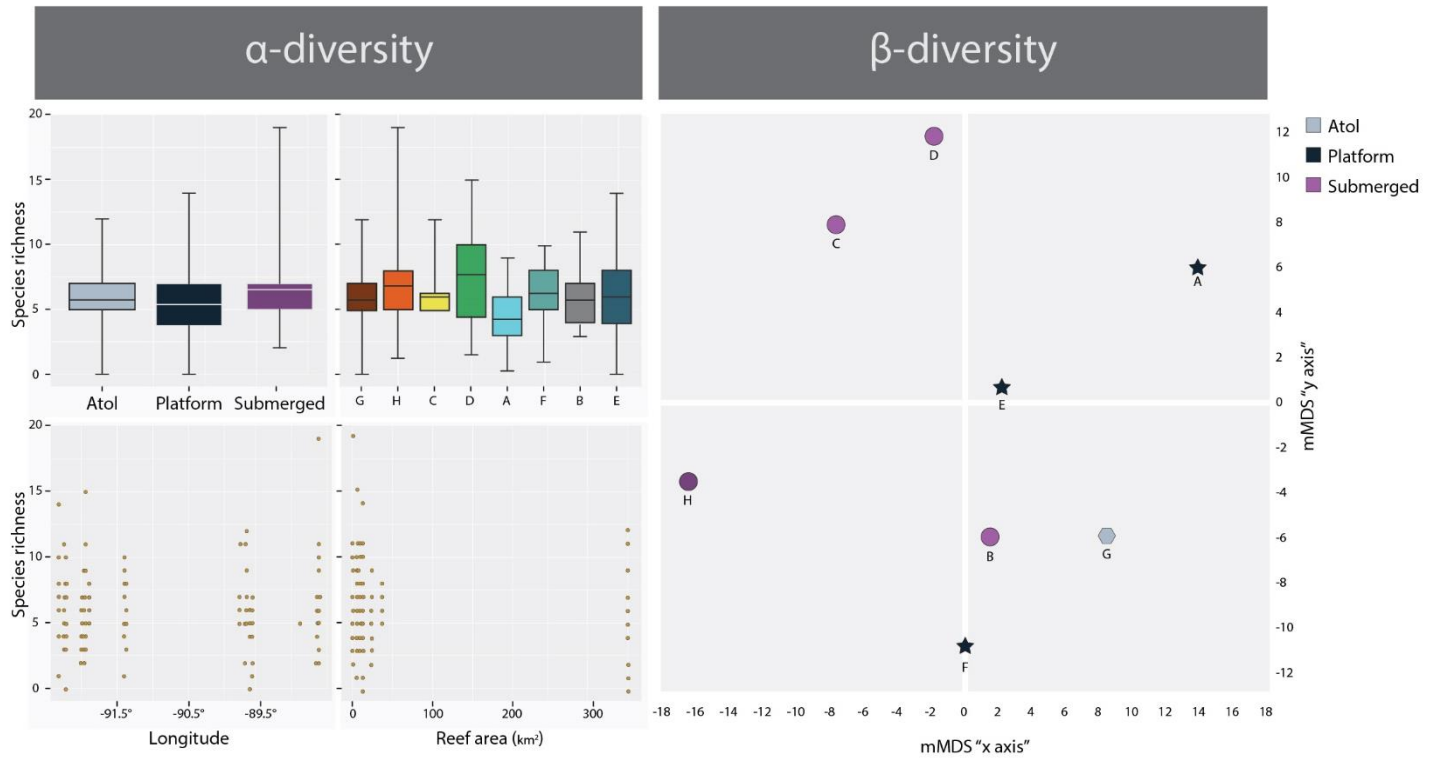 α-diversity
β-diversity
Species richness
20
15
10
5
0
Atol Platform Submerged
G H C D A F B E
Species richness
20
15
10
5
0
-91.5° -90.5° -89.5°
Longitude
0 100 200 300
Reef area (km²)
D
C
A
E
H
B
G
F
12
10
8
6
4
2
0
-2
-4
-6
-8
-10
-12
mMDS "y axis"
-18 -16 -14 -12 -10 -8 -6 -4 -2 0 2 4 6 8 10 12 14 16 18
mMDS "x axis"
Atol
Platform
Submerged